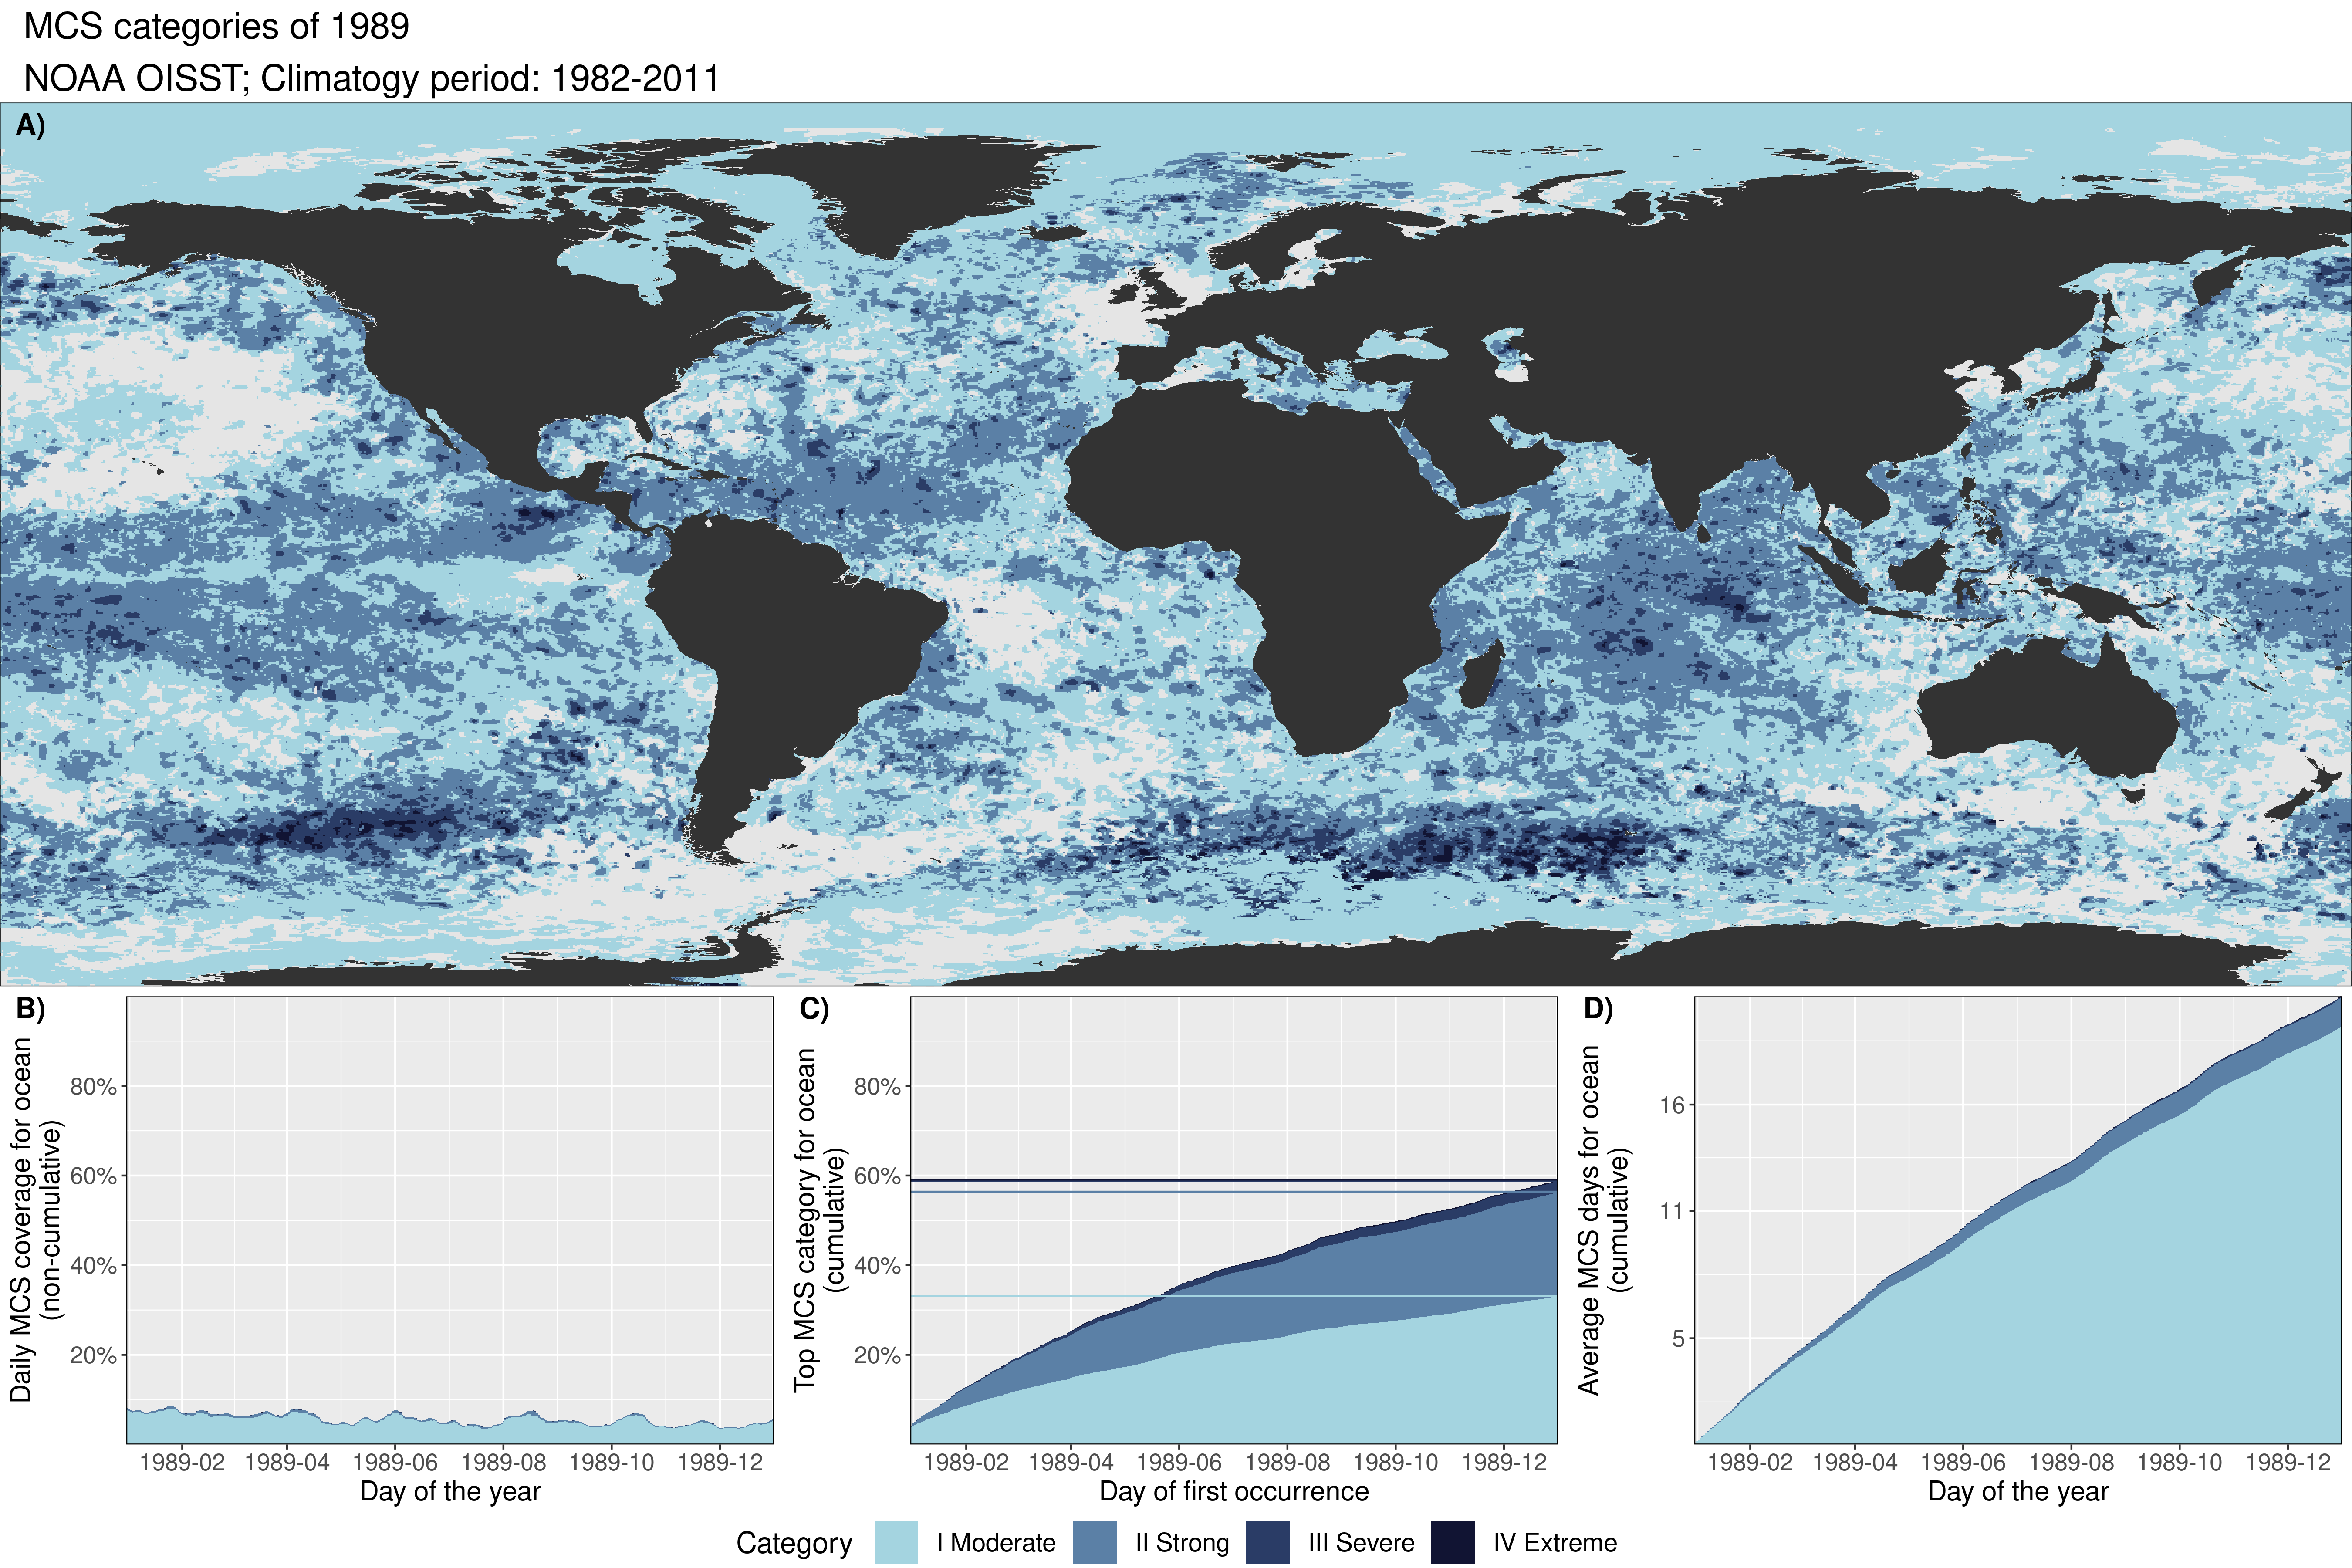 MCS categories of 1989
NOAA OISST; Climatogy period: 1982-2011
A)
B)
Daily MCS coverage for ocean
(non-cumulative)
80%
60%
40%
20%
1989-02 1989-04 1989-06 1989-08 1989-10 1989-12
Day of the year
C)
Top MCS category for ocean
(cumulative)
80%
60%
40%
20%
1989-02 1989-04 1989-06 1989-08 1989-10 1989-12
Day of first occurrence
D)
Average MCS days for ocean
(cumulative)
16
11
5
1989-02 1989-04 1989-06 1989-08 1989-10 1989-12
Day of the year
Category I Moderate II Strong III Severe IV Extreme